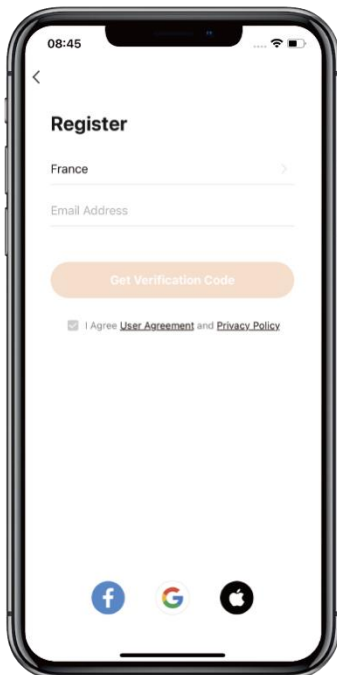 08:45
Register
France
Email Address
Get Verification Code
I Agree User Agreement and Privacy Policy